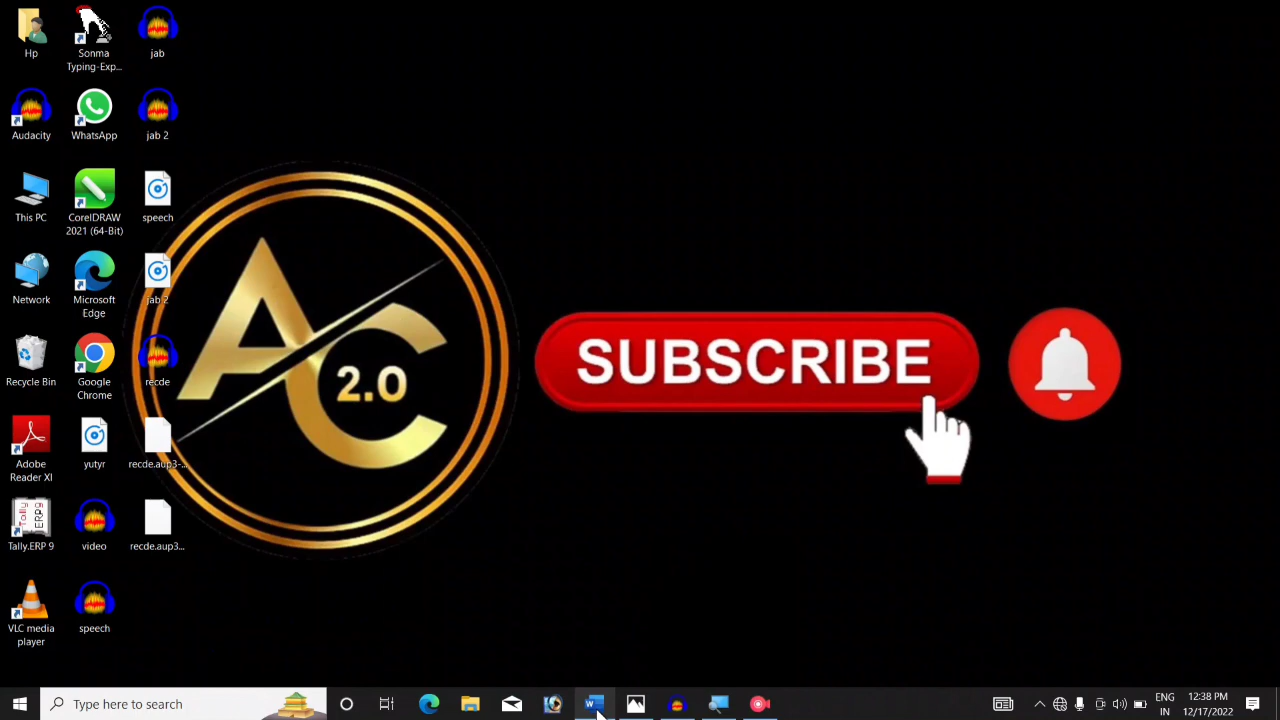 Hp
Sonma
Typing-Exp...
jab
Audacity
WhatsApp
jab 2
This PC
CorelDRAW
2021 (64-Bit)
speech
Network
Microsoft
Edge
jab 2
Recycle Bin
Google
Chrome
recde
Adobe
Reader XI
yutyr
recde.aup3-...
Tally.ERP 9
video
recde.aup3...
VLC media
player
speech
AC
2.0
SUBSCRIBE
Type here to search
ENG
IN
12:38 PM
12/17/2022